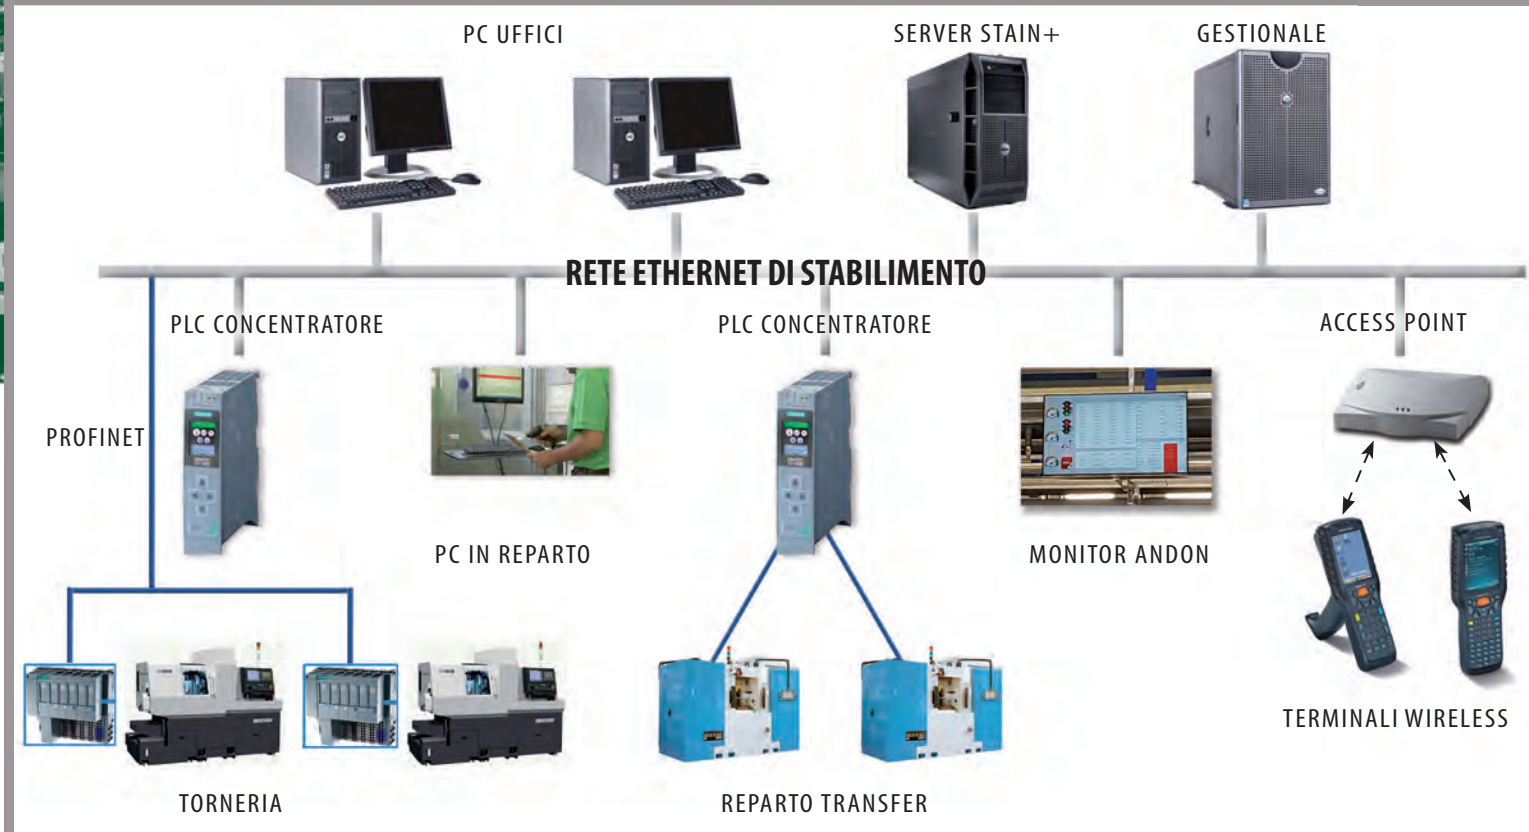 PC UFFICI
SERVER STAIN+
GESTIONALE
RETE ETHERNET DI STABILIMENTO
PLC CONCENTRATORE
PLC CONCENTRATORE
ACCESS POINT
PROFINET
PC IN REPARTO
MONITOR ANDON
TERMINALI WIRELESS
TORNERIA
REPARTO TRANSFER